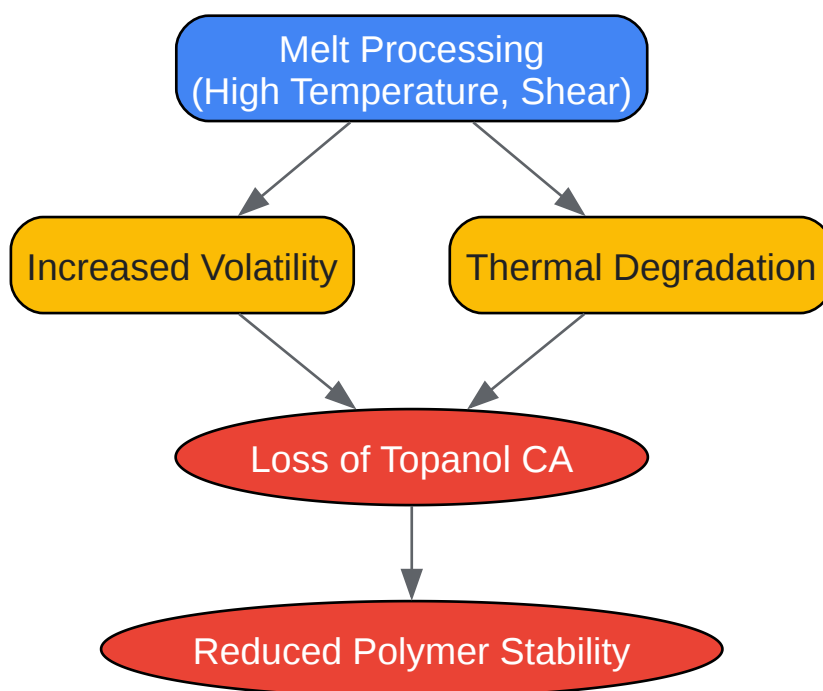 Melt Processing
(High Temperature, Shear)
Increased Volatility
Thermal Degradation
Loss of Topanol CA
Reduced Polymer Stability